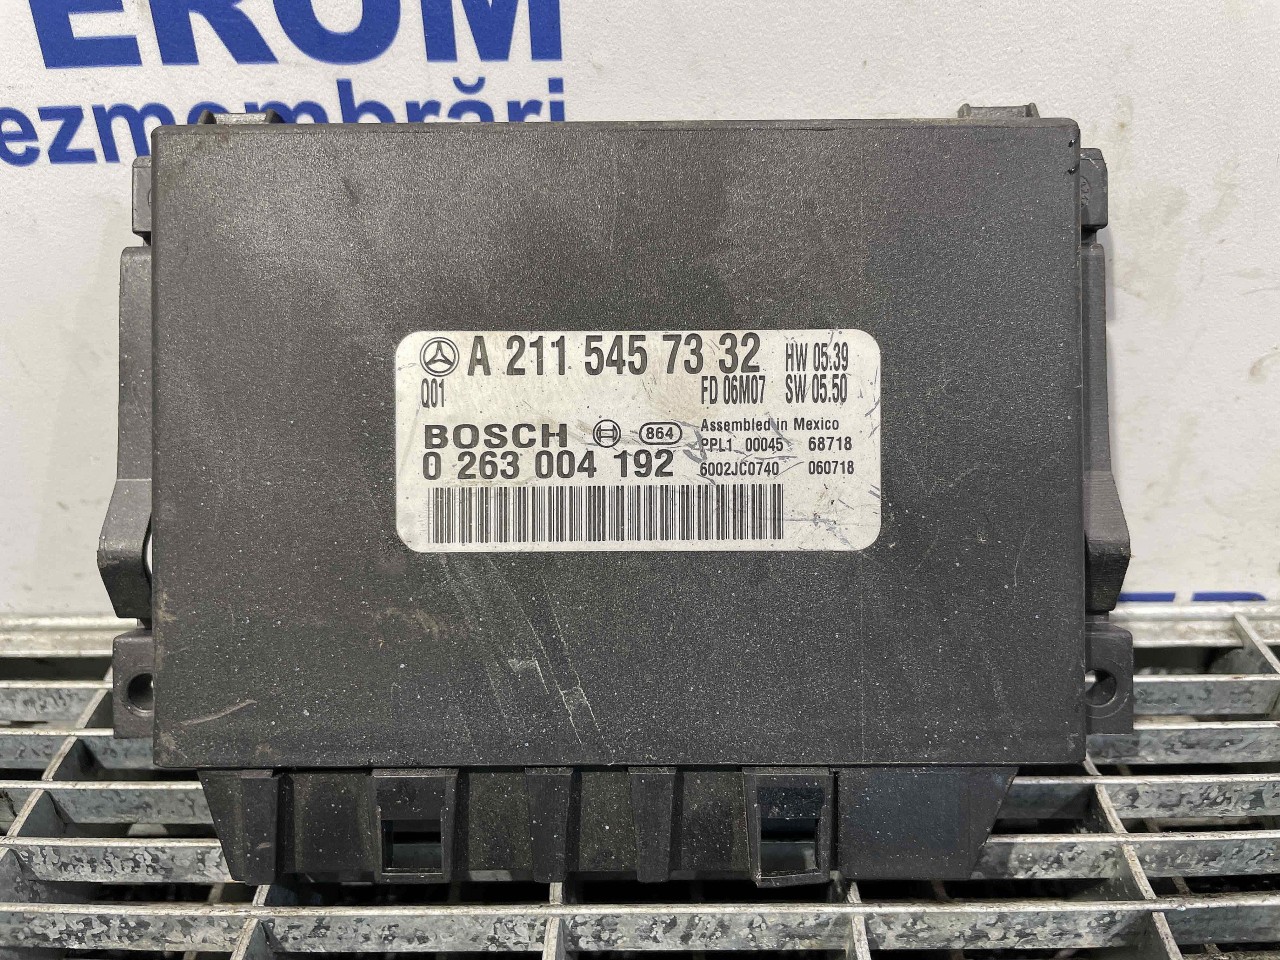 EROM
ezmembrări
A 211 545 73 32 HW 05.39
Q01 FD 06M07 SW 05.50
BOSCH 864 Assembled in Mexico
PPL1 00045 68718
0 263 004 192 6002JC0740 060718